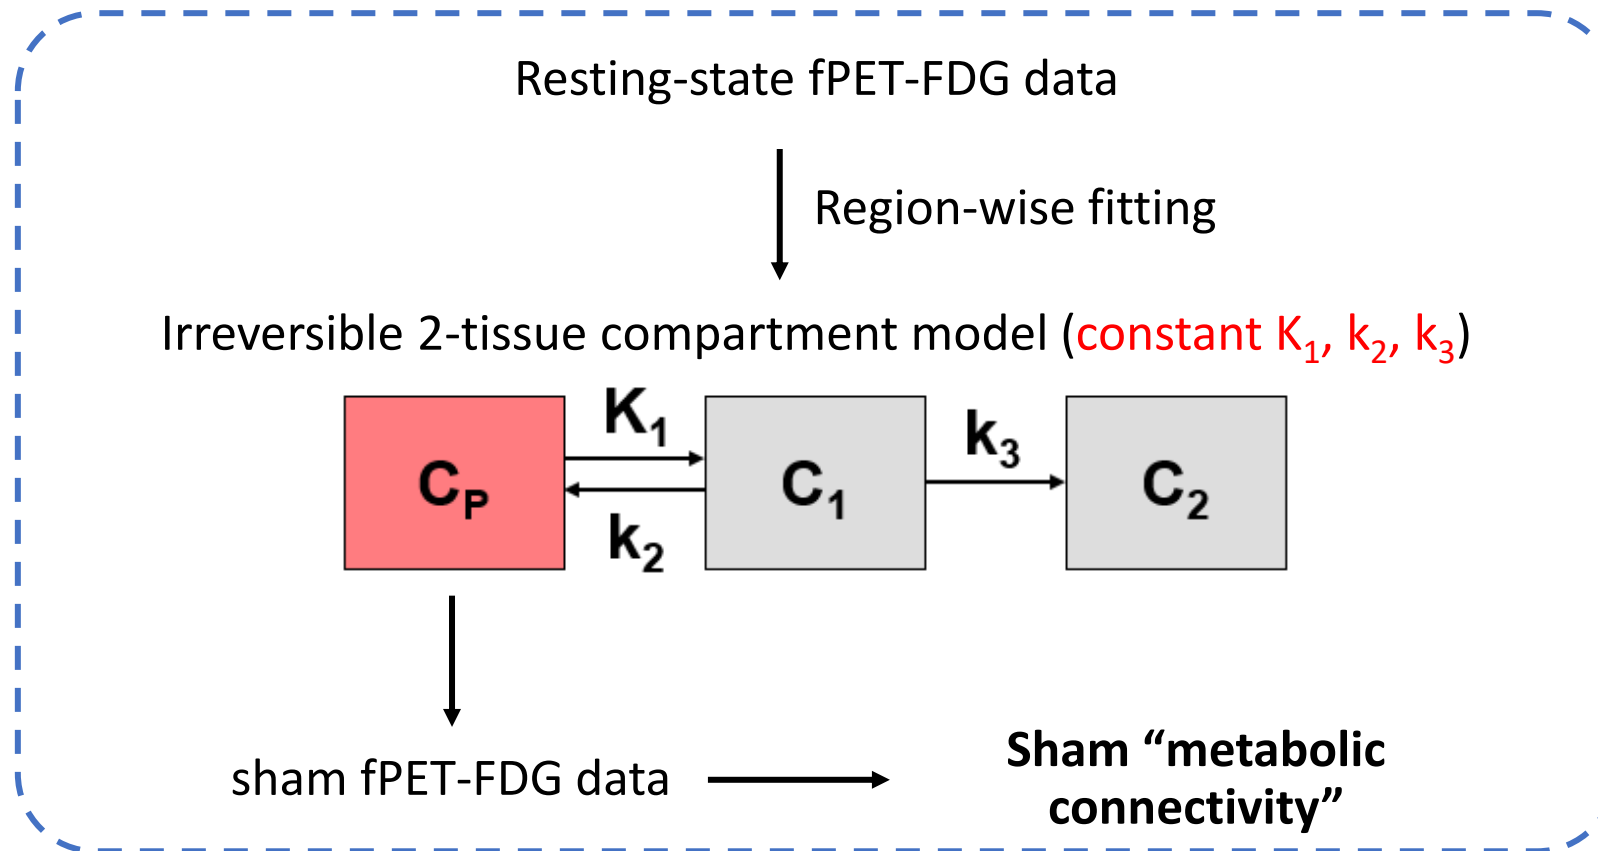 Resting-state fPET-FDG data
Region-wise fitting
Irreversible 2-tissue compartment model (constant K₁, k₂, k₃)
K₁
C_P
C₁
k₃
C₂
k₂
sham fPET-FDG data
Sham “metabolic
connectivity”